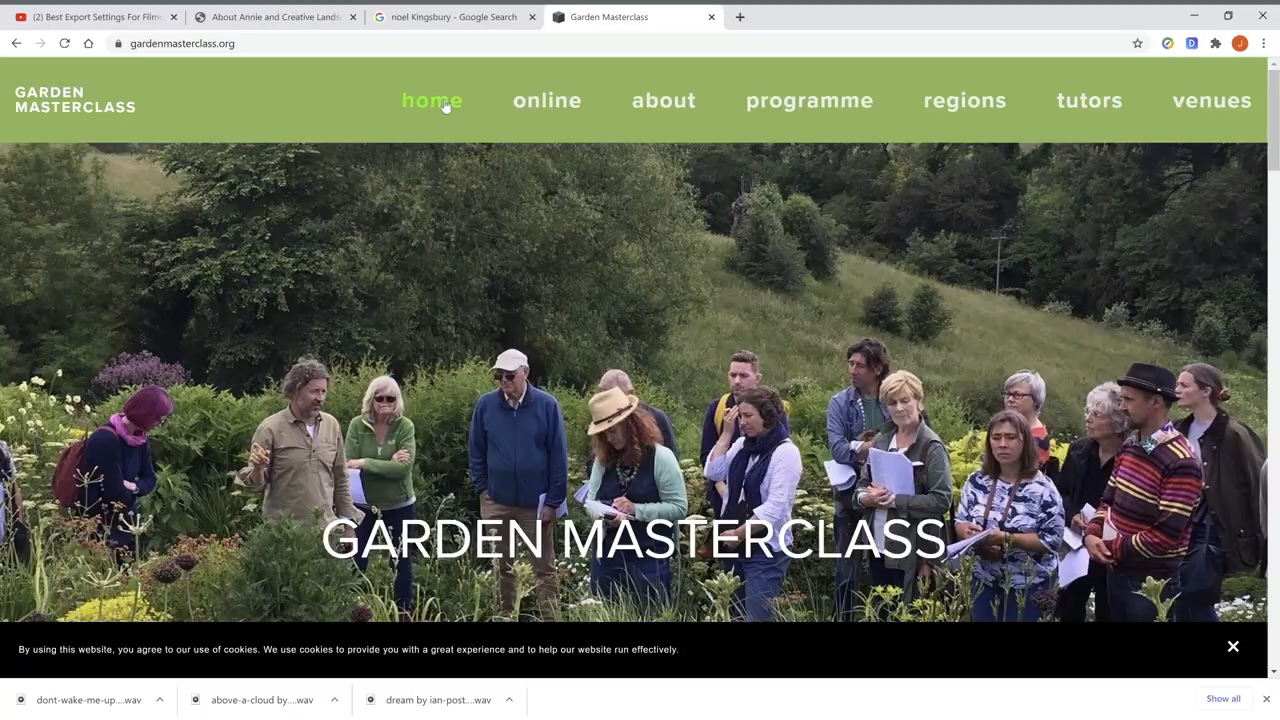 (2) Best Export Settings For Filmo
About Annie and Creative Lands
noel Kingsbury - Google Search
Garden Masterclass
gardenmasterclass.org
J
GARDEN
MASTERCLASS
home
online
about
programme
regions
tutors
venues
GARDEN MASTERCLASS
By using this website, you agree to our use of cookies. We use cookies to provide you with a great experience and to help our website run effectively.
dont-wake-me-up....wav
above-a-cloud by....wav
dream by ian-post....wav
Show all